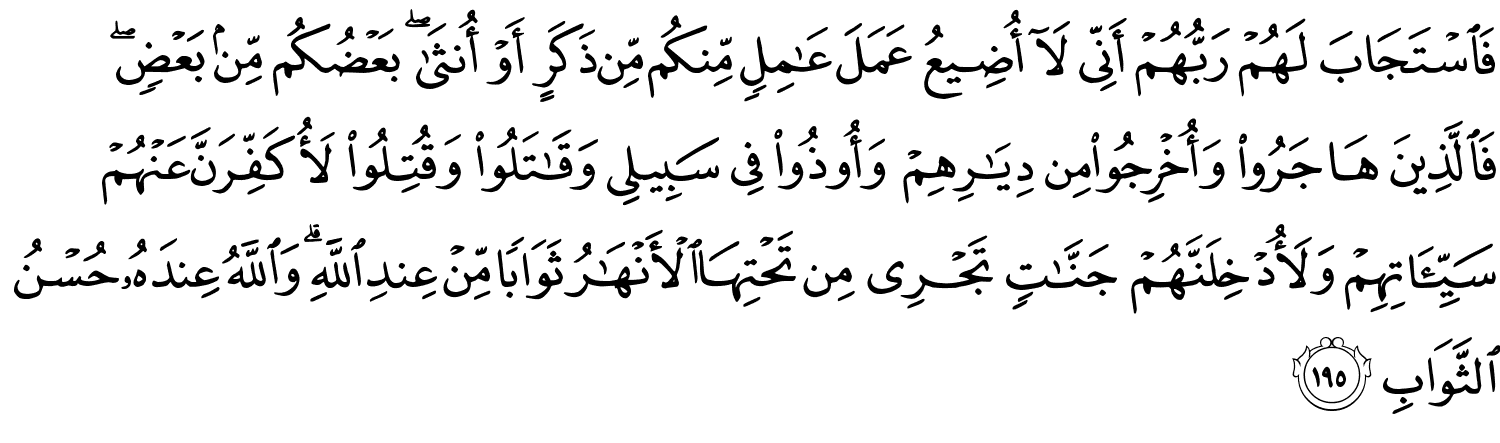 فَٱسْتَجَابَ لَهُمْ رَبُّهُمْ أَنِّى لَآ أُضِيعُ عَمَلَ عَـٰمِلٍ مِّنكُم مِّن ذَكَرٍ أَوْ أُنثَىٰ ۖ بَعْضُكُم مِّنۢ بَعْضٍ ۖ
فَٱلَّذِينَ هَاجَرُوا۟ وَأُخْرِجُوا۟ مِن دِيَـٰرِهِمْ وَأُوذُوا۟ فِى سَبِيلِى وَقَـٰتَلُوا۟ وَقُتِلُوا۟ لَأُكَفِّرَنَّ عَنْهُمْ
سَيِّـَٔاتِهِمْ وَلَأُدْخِلَنَّهُمْ جَنَّـٰتٍ تَجْرِى مِن تَحْتِهَا ٱلْأَنْهَـٰرُ ثَوَابًا مِّنْ عِندِ ٱللَّهِ ۗ وَٱللَّهُ عِندَهُۥ حُسْنُ
ٱلثَّوَابِ ١٩٥